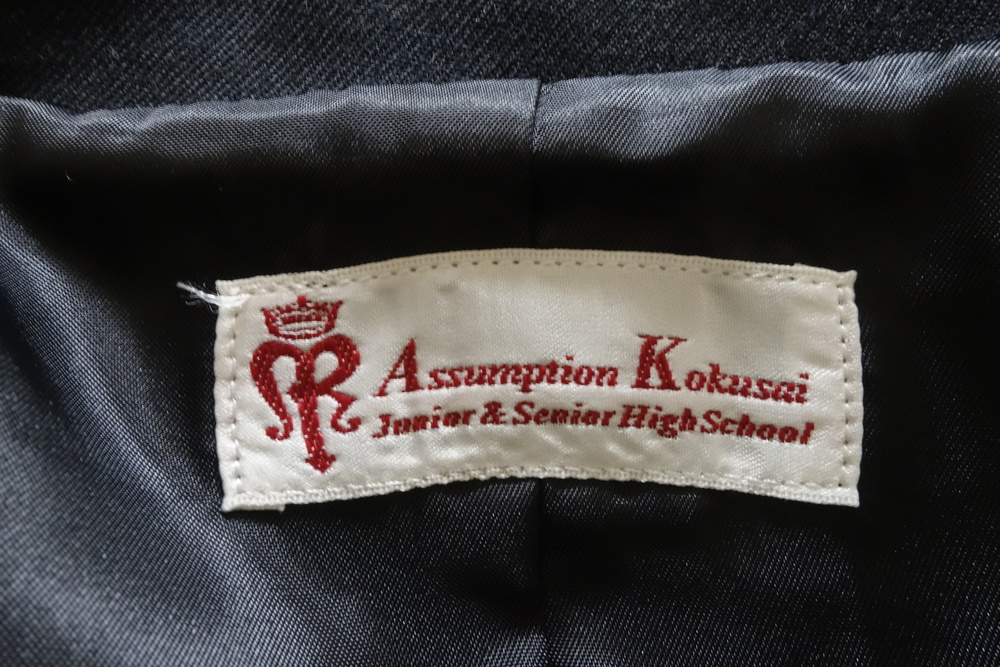 Assumption Kokusai
Junior & Senior High School